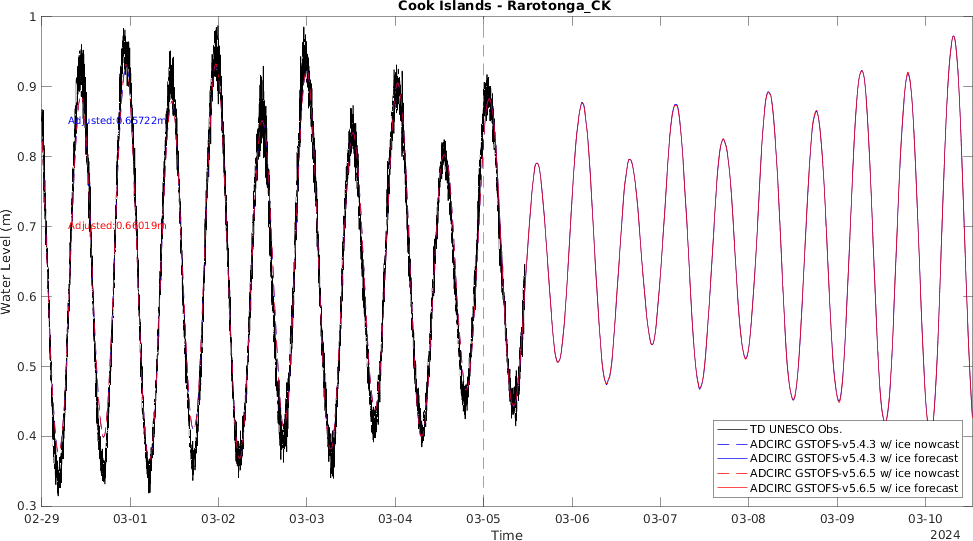 Cook Islands - Rarotonga_CK
1
0.9
0.8
0.7
0.6
0.5
0.4
0.3
Water Level (m)
Adjusted:0.65722m
Adjusted:0.66019m
TD UNESCO Obs.
ADCIRC GSTOFS-v5.4.3 w/ ice nowcast
ADCIRC GSTOFS-v5.4.3 w/ ice forecast
ADCIRC GSTOFS-v5.6.5 w/ ice nowcast
ADCIRC GSTOFS-v5.6.5 w/ ice forecast
02-29 03-01 03-02 03-03 03-04 03-05 03-06 03-07 03-08 03-09 03-10
2024
Time